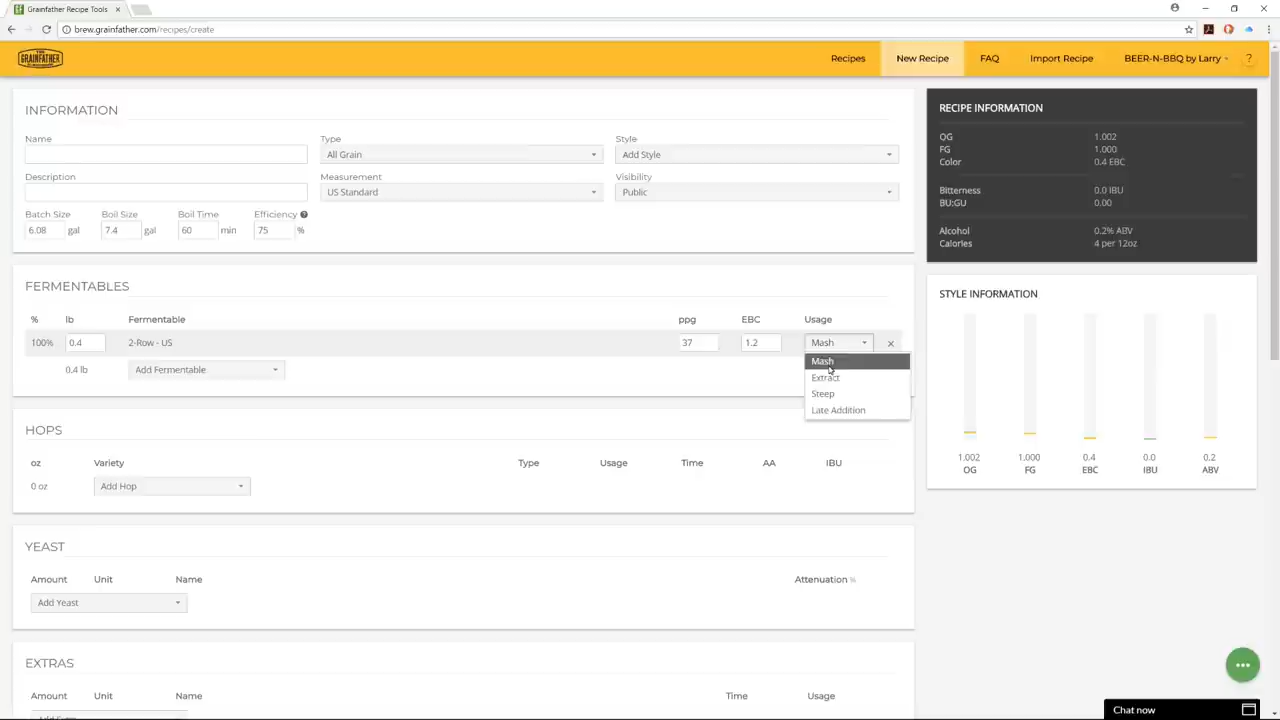 Grainfather Recipe Tools
brew.grainfather.com/recipes/create
THE GRAINFATHER
Recipes New Recipe FAQ Import Recipe BEER-N-BBQ by Larry ?
INFORMATION
Name Type Style
All Grain Add Style
Description Measurement Visibility
US Standard Public
Batch Size Boil Size Boil Time Efficiency ?
6.08 gal 7.4 gal 60 min 75 %
RECIPE INFORMATION
OG 1.002
FG 1.000
Color 0.4 EBC
Bitterness 0.0 IBU
BU:GU 0.00
Alcohol 0.2% ABV
Calories 4 per 12oz
FERMENTABLES
% lb Fermentable ppg EBC Usage
100% 0.4 2-Row - US 37 1.2 Mash
0.4 lb Add Fermentable
Mash
Extract
Steep
Late Addition
STYLE INFORMATION
1.002 1.000 0.4 0.0 0.2
OG FG EBC IBU ABV
HOPS
oz Variety Type Usage Time AA IBU
0 oz Add Hop
YEAST
Amount Unit Name Attenuation %
Add Yeast
EXTRAS
Amount Unit Name Time Usage
Chat now